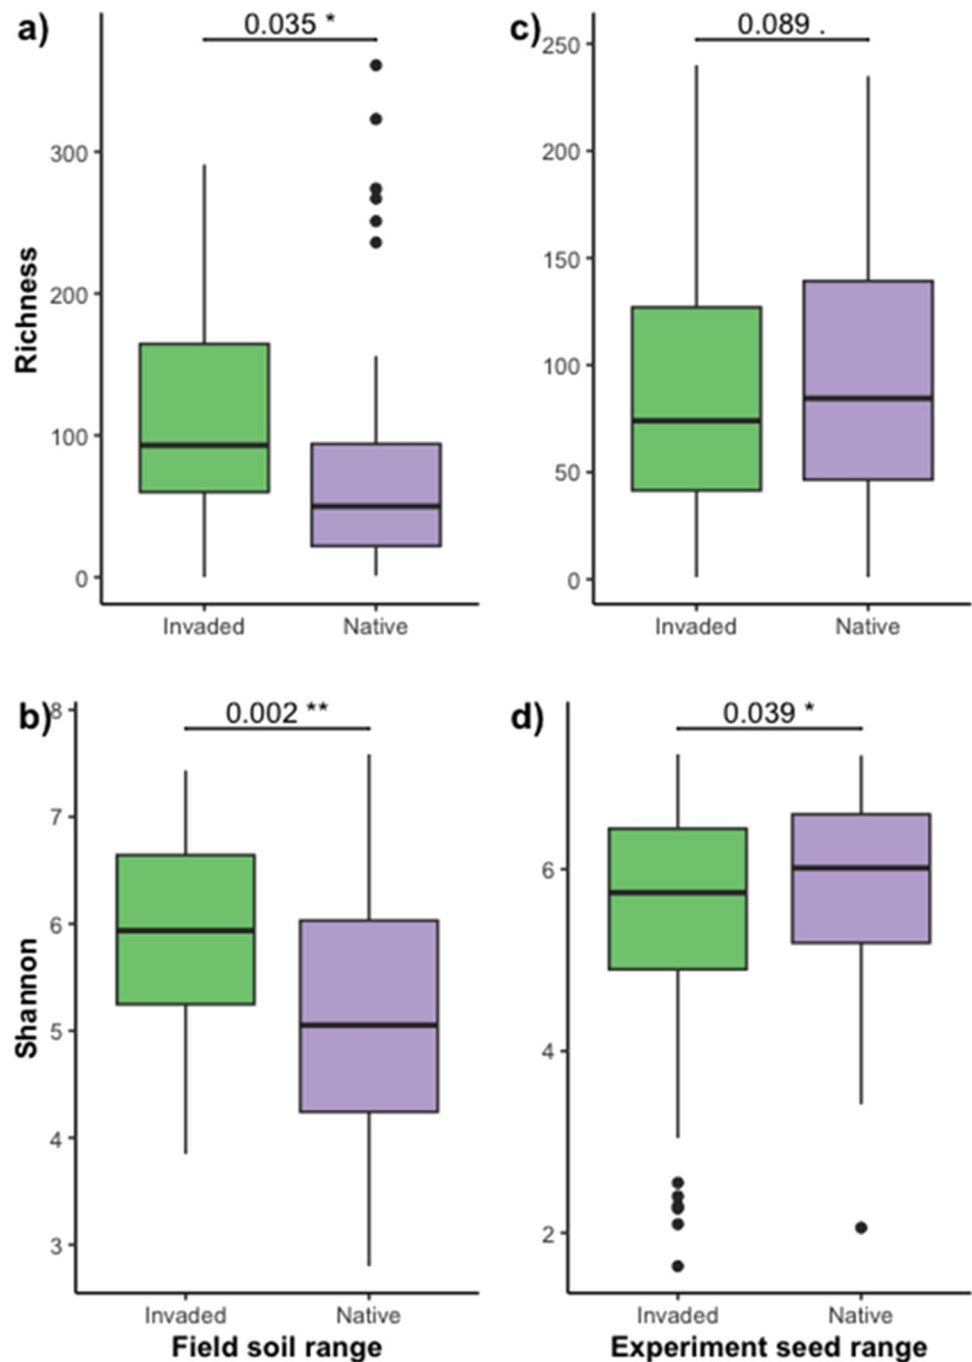 a)
0.035 *
300
200
100
0
Richness
Invaded
Native
c)
0.089 .
250
200
150
100
50
0
Invaded
Native
b)
0.002 **
8
7
6
5
4
3
Shannon
Invaded
Native
Field soil range
d)
0.039 *
6
4
2
Invaded
Native
Experiment seed range